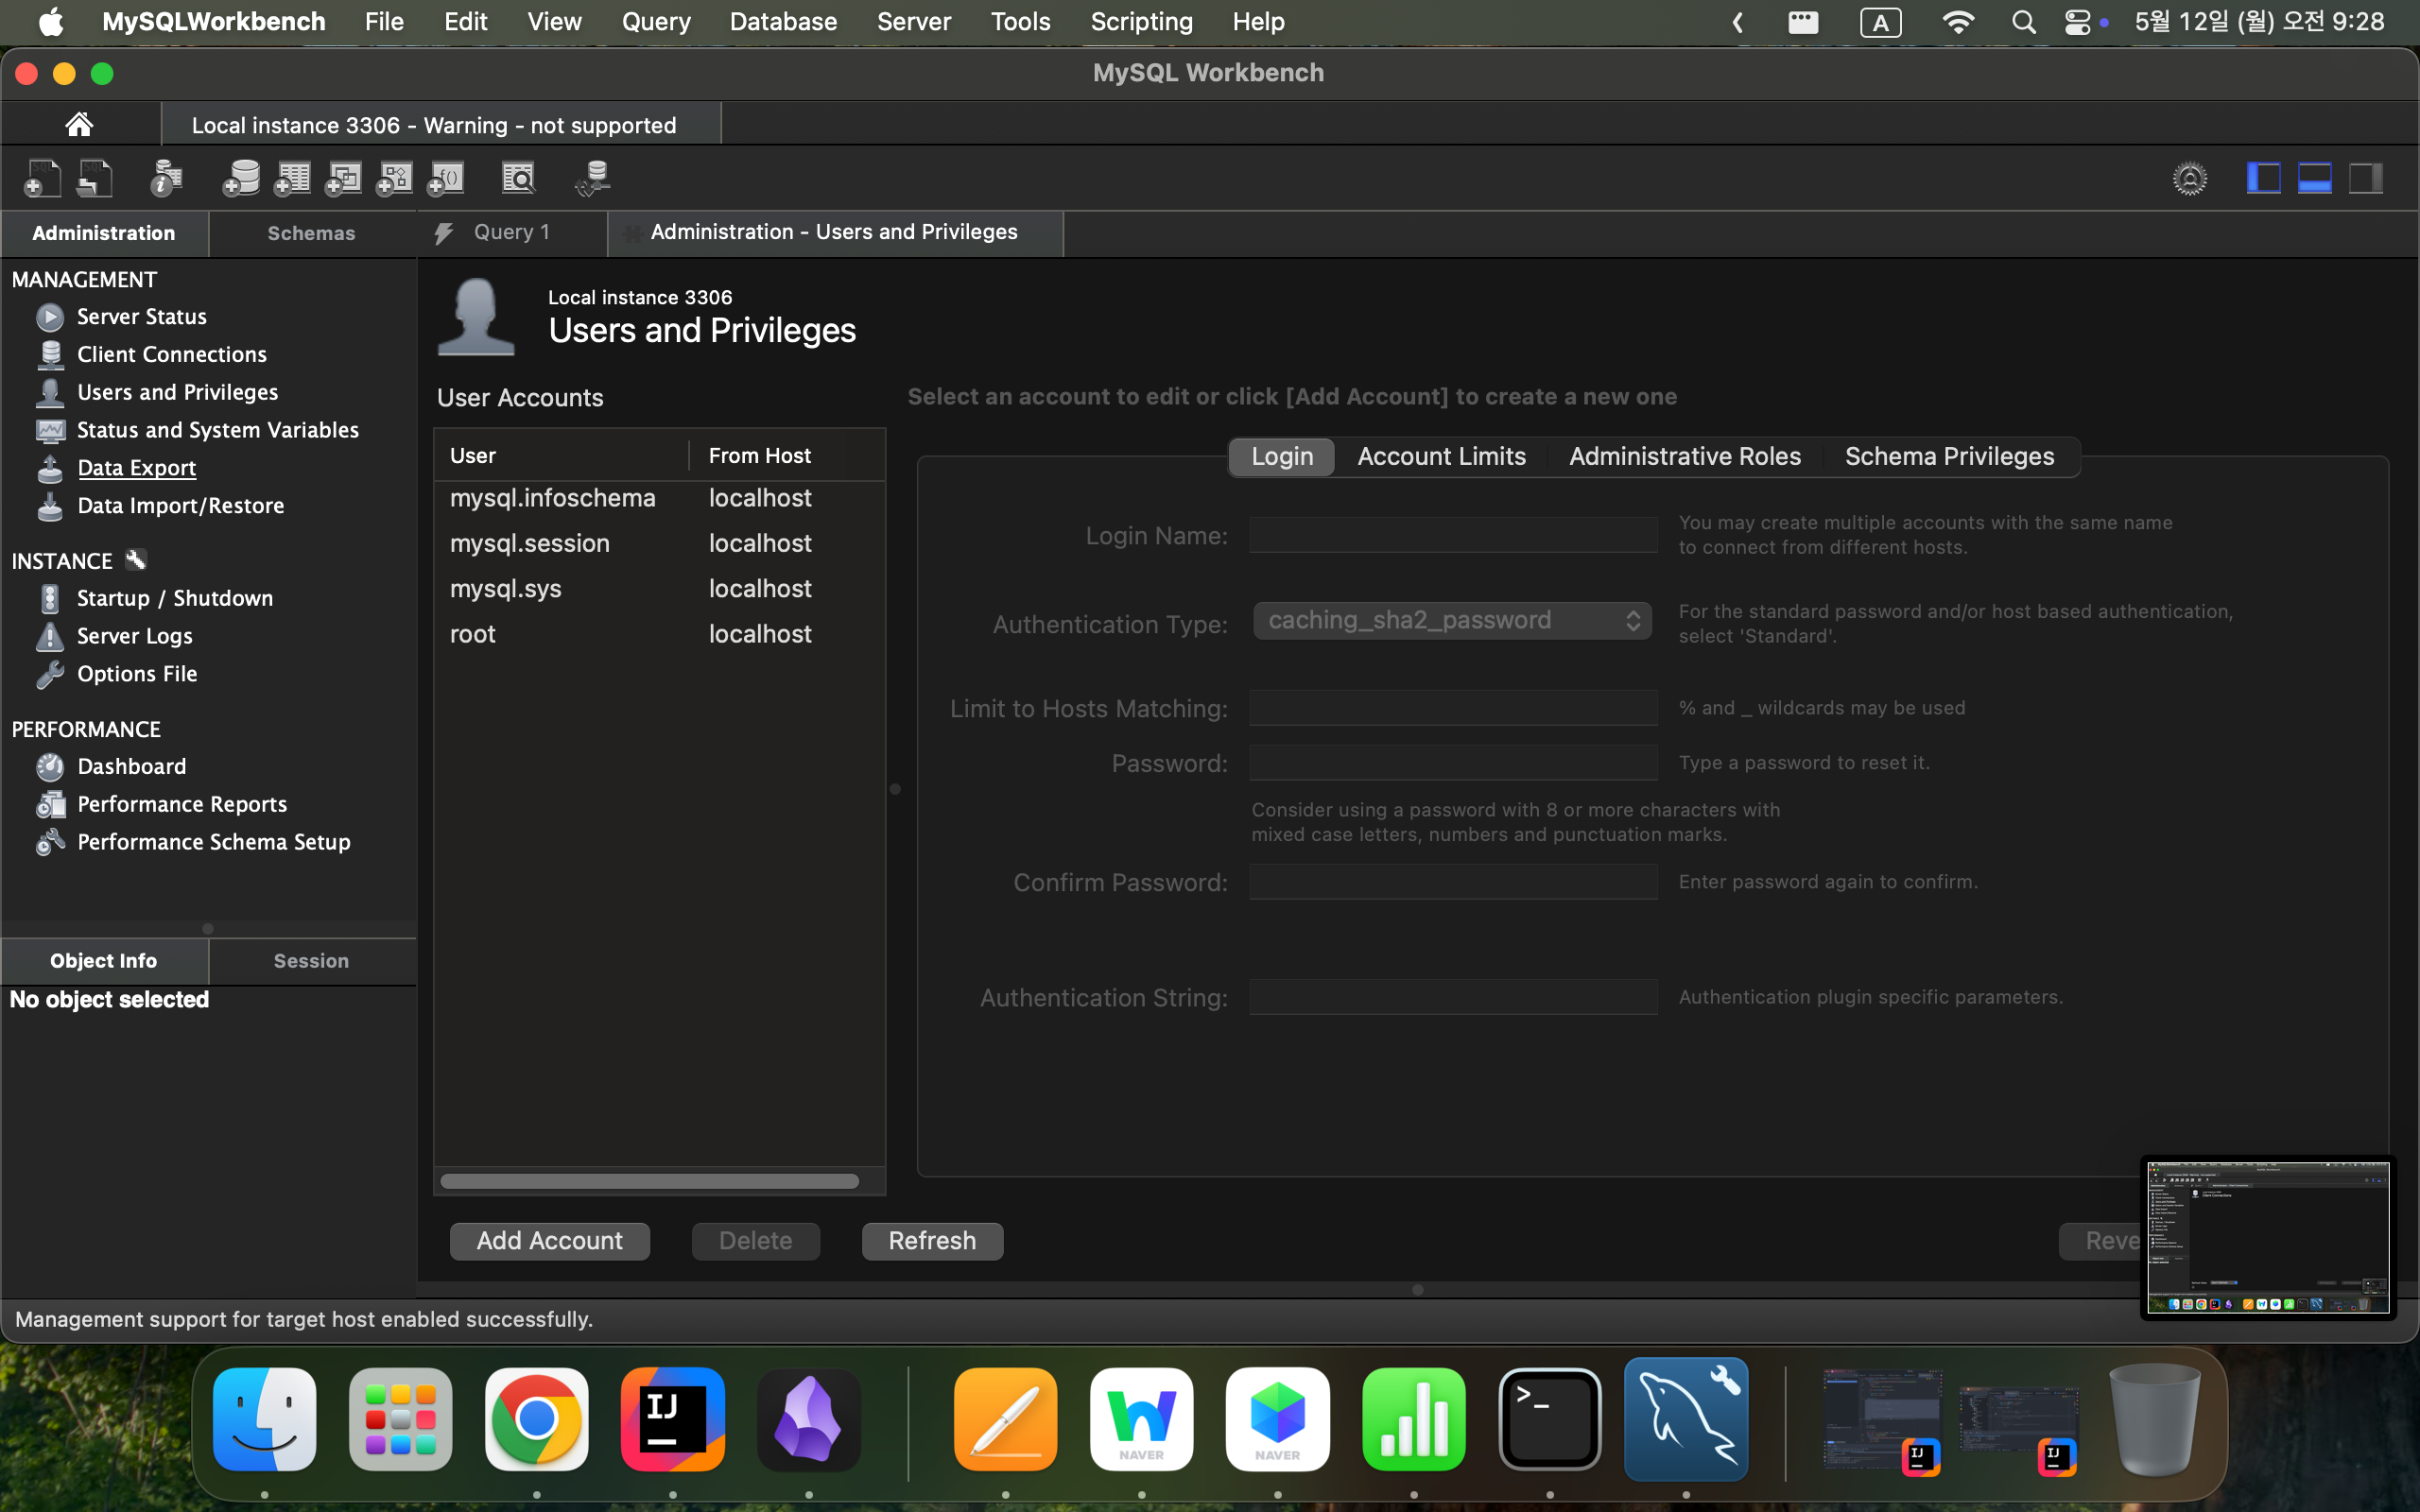 MySQLWorkbench File Edit View Query Database Server Tools Scripting Help A 5월 12일 (월) 오전 9:28
MySQL Workbench
Local instance 3306 - Warning - not supported
Administration Schemas Query 1 Administration - Users and Privileges
MANAGEMENT
Server Status
Client Connections
Users and Privileges
Status and System Variables
Data Export
Data Import/Restore
INSTANCE
Startup / Shutdown
Server Logs
Options File
PERFORMANCE
Dashboard
Performance Reports
Performance Schema Setup
Object Info Session
No object selected
Local instance 3306
Users and Privileges
User Accounts
User From Host
mysql.infoschema localhost
mysql.session localhost
mysql.sys localhost
root localhost
Add Account Delete Refresh
Select an account to edit or click [Add Account] to create a new one
Login Account Limits Administrative Roles Schema Privileges
Login Name:
You may create multiple accounts with the same name
to connect from different hosts.
Authentication Type: caching_sha2_password
For the standard password and/or host based authentication,
select 'Standard'.
Limit to Hosts Matching: % and _ wildcards may be used
Password: Type a password to reset it.
Consider using a password with 8 or more characters with
mixed case letters, numbers and punctuation marks.
Confirm Password: Enter password again to confirm.
Authentication String: Authentication plugin specific parameters.
Reve
Management support for target host enabled successfully.
IJ
NAVER
NAVER
>_
IJ
IJ